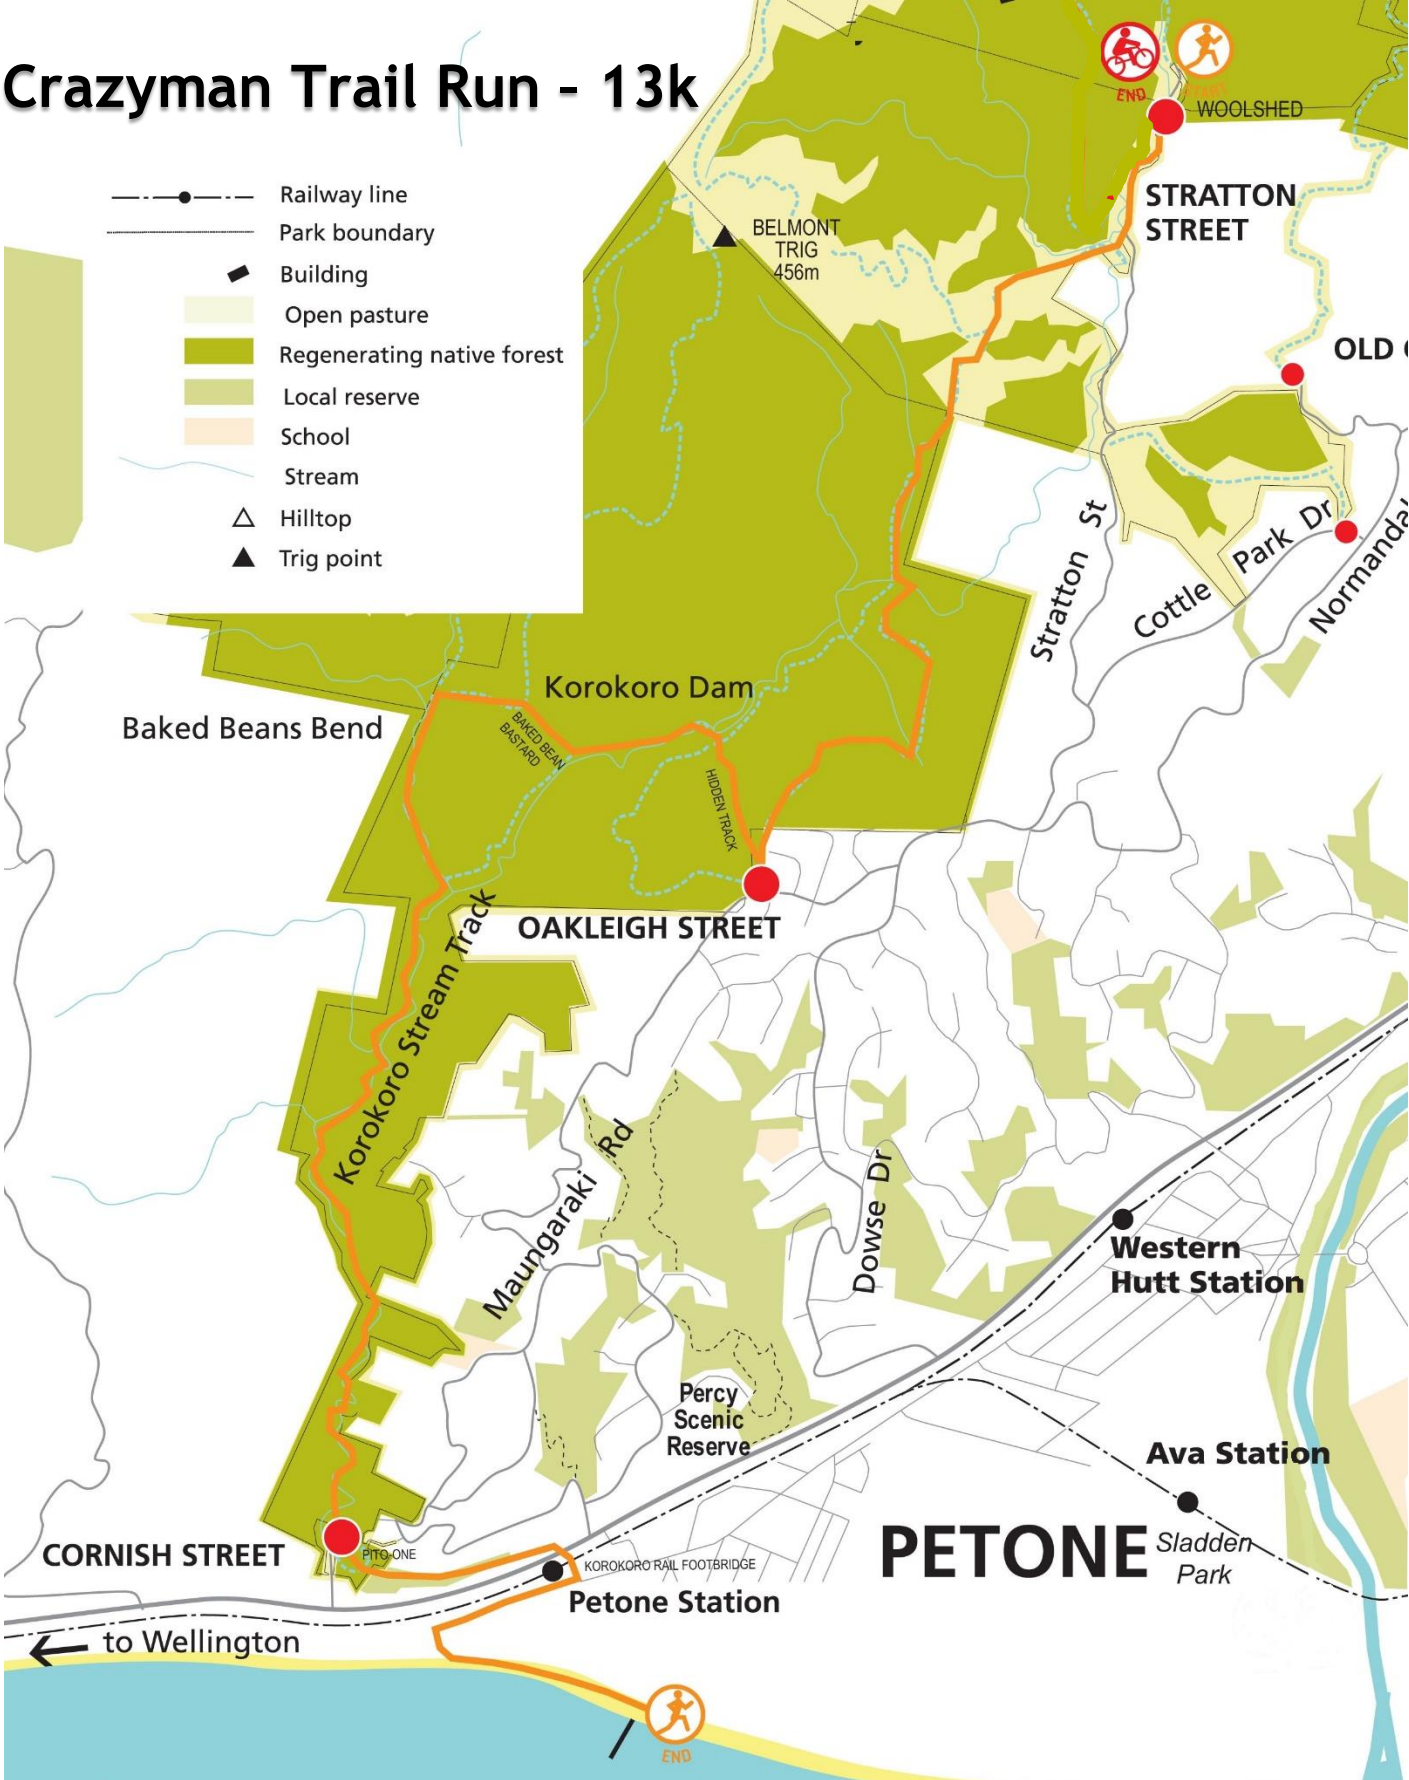 Crazyman Trail Run - 13k
Railway line
Park boundary
Building
Open pasture
Regenerating native forest
Local reserve
School
Stream
Hilltop
Trig point
END
START
WOOLSHED
STRATTON
STREET
BELMONT
TRIG
456m
OLD
Stratton St
Cottle Park Dr
Korokoro Dam
Baked Beans Bend
BAKED BEAN
BASTARD
HIDDEN TRACK
OAKLEIGH STREET
Korokoro Stream Track
Maungaraki Rd
Dowse Dr
Western
Hutt Station
Percy
Scenic
Reserve
Ava Station
PETONE
Sladden
Park
CORNISH STREET
PITO-ONE
KOROKORO RAIL FOOTBRIDGE
Petone Station
to Wellington
END